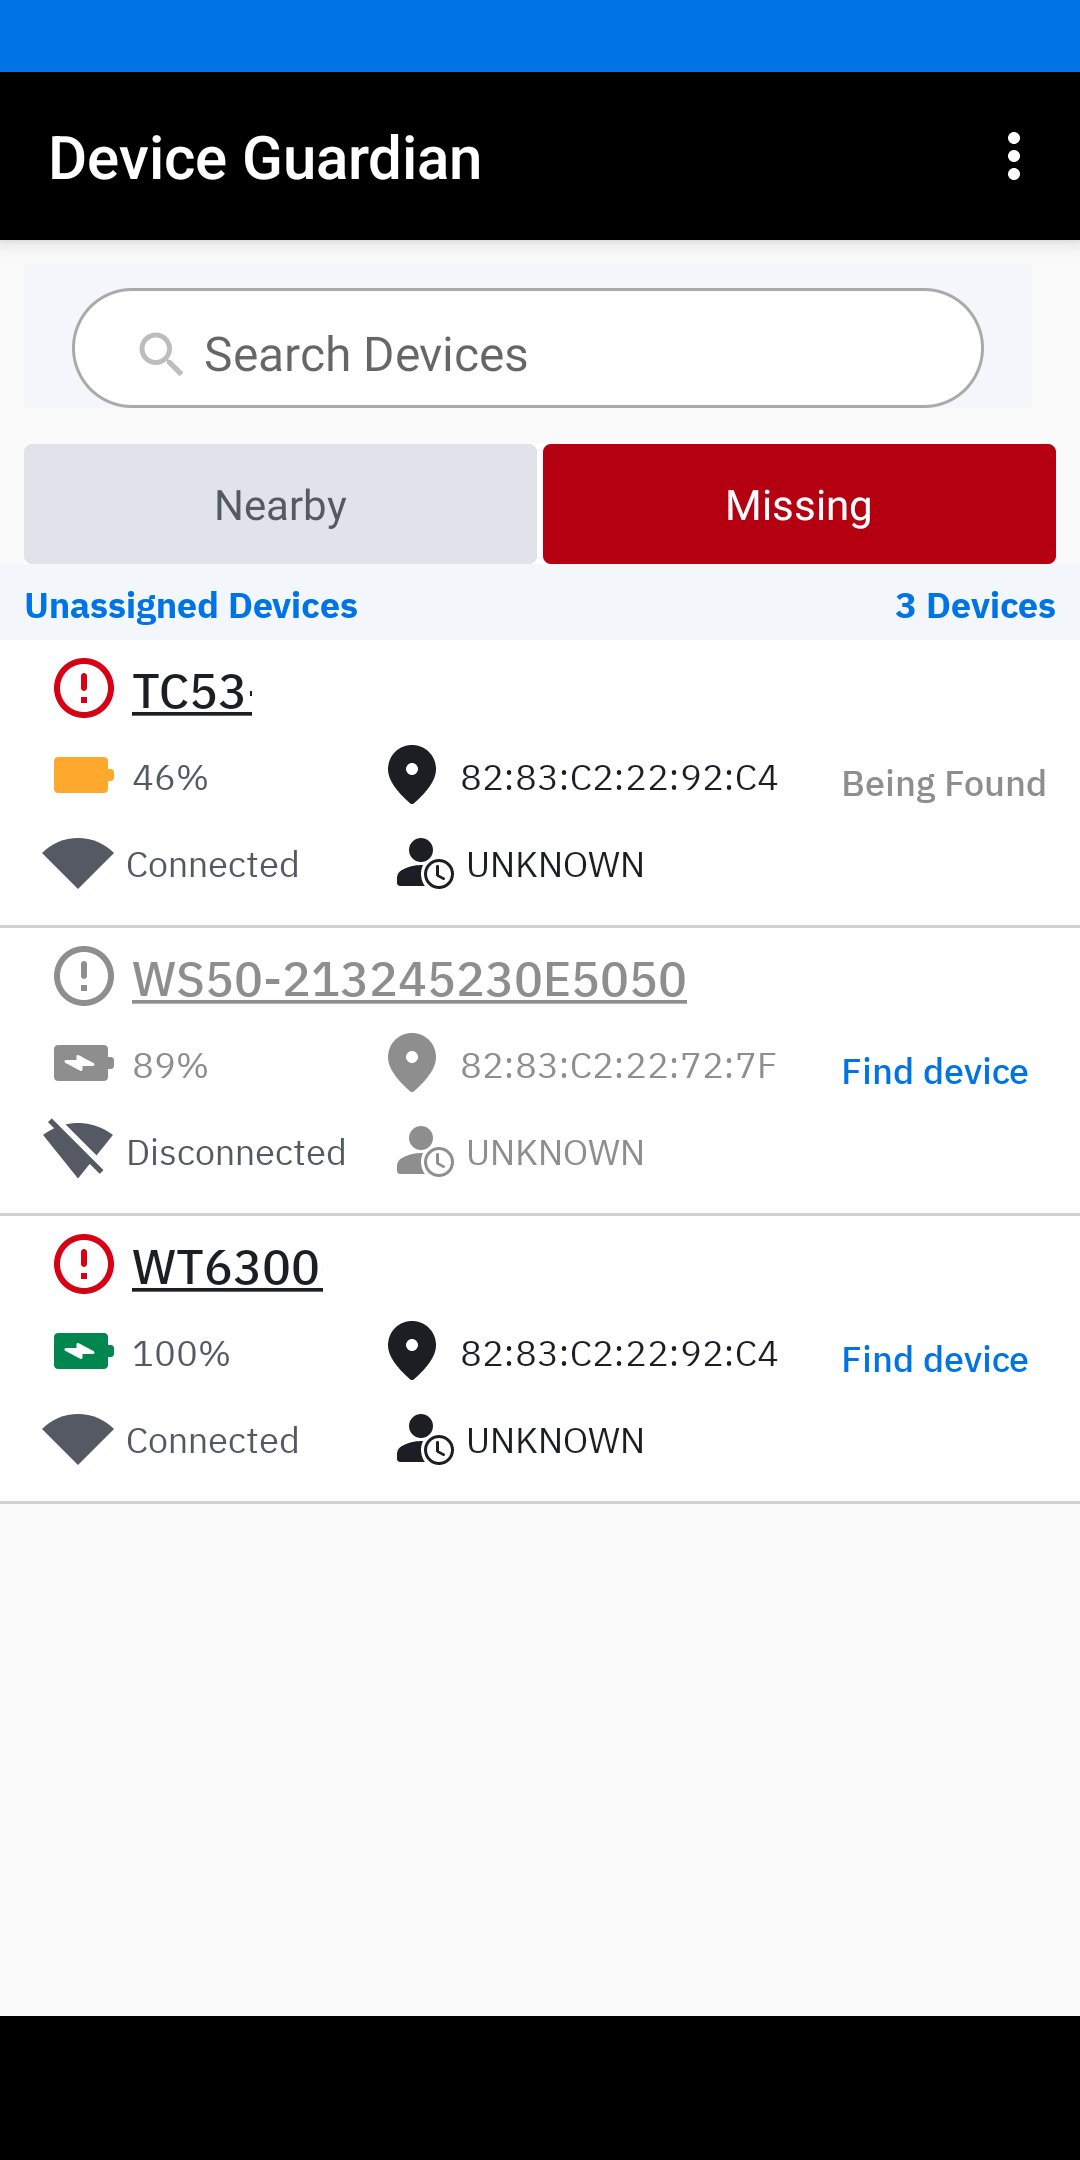 Device Guardian
Search Devices
Nearby Missing
Unassigned Devices 3 Devices
TC53
46% 82:83:C2:22:92:C4 Being Found
Connected UNKNOWN
WS50-213245230E5050
89% 82:83:C2:22:72:7F Find device
Disconnected UNKNOWN
WT6300
100% 82:83:C2:22:92:C4 Find device
Connected UNKNOWN